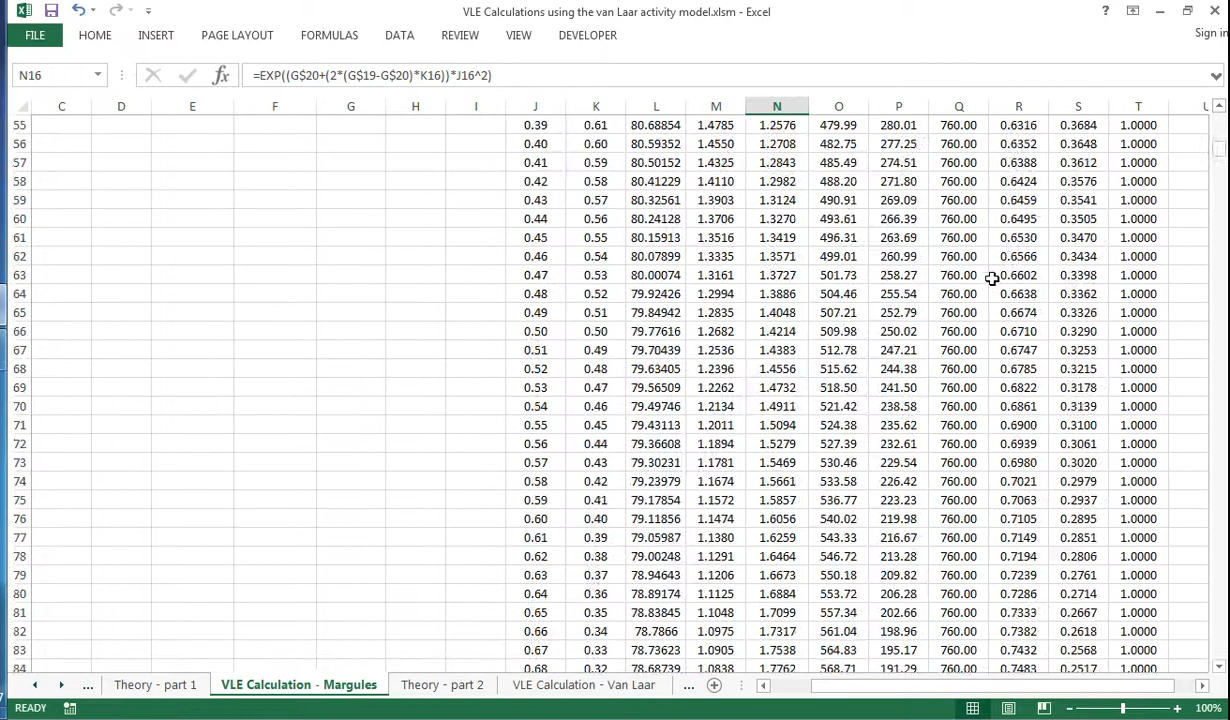 VLE Calculations using the van Laar activity model.xlsm - Excel
Sign in
FILE HOME INSERT PAGE LAYOUT FORMULAS DATA REVIEW VIEW DEVELOPER
N16 fx =EXP((G$20+(2*(G$19-G$20)*K16))*J16^2)
C D E F G H I J K L M N O P Q R S T
55 0.39 0.61 80.68854 1.4785 1.2576 479.99 280.01 760.00 0.6316 0.3684 1.0000
56 0.40 0.60 80.59352 1.4550 1.2708 482.75 277.25 760.00 0.6352 0.3648 1.0000
57 0.41 0.59 80.50152 1.4325 1.2843 485.49 274.51 760.00 0.6388 0.3612 1.0000
58 0.42 0.58 80.41229 1.4110 1.2982 488.20 271.80 760.00 0.6424 0.3576 1.0000
59 0.43 0.57 80.32561 1.3903 1.3124 490.91 269.09 760.00 0.6459 0.3541 1.0000
60 0.44 0.56 80.24128 1.3706 1.3270 493.61 266.39 760.00 0.6495 0.3505 1.0000
61 0.45 0.55 80.15913 1.3516 1.3419 496.31 263.69 760.00 0.6530 0.3470 1.0000
62 0.46 0.54 80.07899 1.3335 1.3571 499.01 260.99 760.00 0.6566 0.3434 1.0000
63 0.47 0.53 80.00074 1.3161 1.3727 501.73 258.27 760.00 0.6602 0.3398 1.0000
64 0.48 0.52 79.92426 1.2994 1.3886 504.46 255.54 760.00 0.6638 0.3362 1.0000
65 0.49 0.51 79.84942 1.2835 1.4048 507.21 252.79 760.00 0.6674 0.3326 1.0000
66 0.50 0.50 79.77616 1.2682 1.4214 509.98 250.02 760.00 0.6710 0.3290 1.0000
67 0.51 0.49 79.70439 1.2536 1.4383 512.78 247.21 760.00 0.6747 0.3253 1.0000
68 0.52 0.48 79.63405 1.2396 1.4556 515.62 244.38 760.00 0.6785 0.3215 1.0000
69 0.53 0.47 79.56509 1.2262 1.4732 518.50 241.50 760.00 0.6822 0.3178 1.0000
70 0.54 0.46 79.49746 1.2134 1.4911 521.42 238.58 760.00 0.6861 0.3139 1.0000
71 0.55 0.45 79.43113 1.2011 1.5094 524.38 235.62 760.00 0.6900 0.3100 1.0000
72 0.56 0.44 79.36608 1.1894 1.5279 527.39 232.61 760.00 0.6939 0.3061 1.0000
73 0.57 0.43 79.30231 1.1781 1.5469 530.46 229.54 760.00 0.6980 0.3020 1.0000
74 0.58 0.42 79.23979 1.1674 1.5661 533.58 226.42 760.00 0.7021 0.2979 1.0000
75 0.59 0.41 79.17854 1.1572 1.5857 536.77 223.23 760.00 0.7063 0.2937 1.0000
76 0.60 0.40 79.11856 1.1474 1.6056 540.02 219.98 760.00 0.7105 0.2895 1.0000
77 0.61 0.39 79.05987 1.1380 1.6259 543.33 216.67 760.00 0.7149 0.2851 1.0000
78 0.62 0.38 79.00248 1.1291 1.6464 546.72 213.28 760.00 0.7194 0.2806 1.0000
79 0.63 0.37 78.94643 1.1206 1.6673 550.18 209.82 760.00 0.7239 0.2761 1.0000
80 0.64 0.36 78.89174 1.1125 1.6884 553.72 206.28 760.00 0.7286 0.2714 1.0000
81 0.65 0.35 78.83845 1.1048 1.7099 557.34 202.66 760.00 0.7333 0.2667 1.0000
82 0.66 0.34 78.7866 1.0975 1.7317 561.04 198.96 760.00 0.7382 0.2618 1.0000
83 0.67 0.33 78.73623 1.0905 1.7538 564.83 195.17 760.00 0.7432 0.2568 1.0000
84 0.68 0.32 78.68739 1.0838 1.7762 568.71 191.29 760.00 0.7483 0.2517 1.0000
... Theory - part 1 VLE Calculation - Margules Theory - part 2 VLE Calculation - Van Laar ...
READY 100%